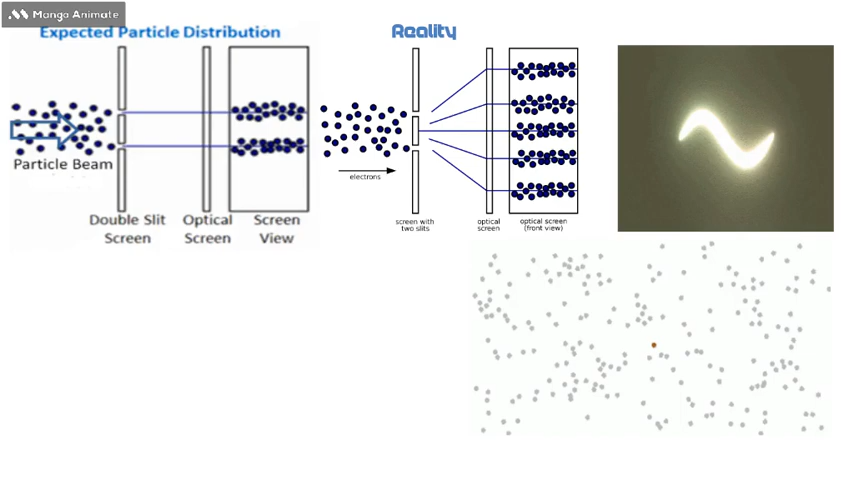 Manga Animate
Expected Particle Distribution
Reality
Particle Beam
electrons
Double Slit
Screen
Optical
Screen
Screen
View
screen with
two slits
optical
screen
optical screen
(front view)